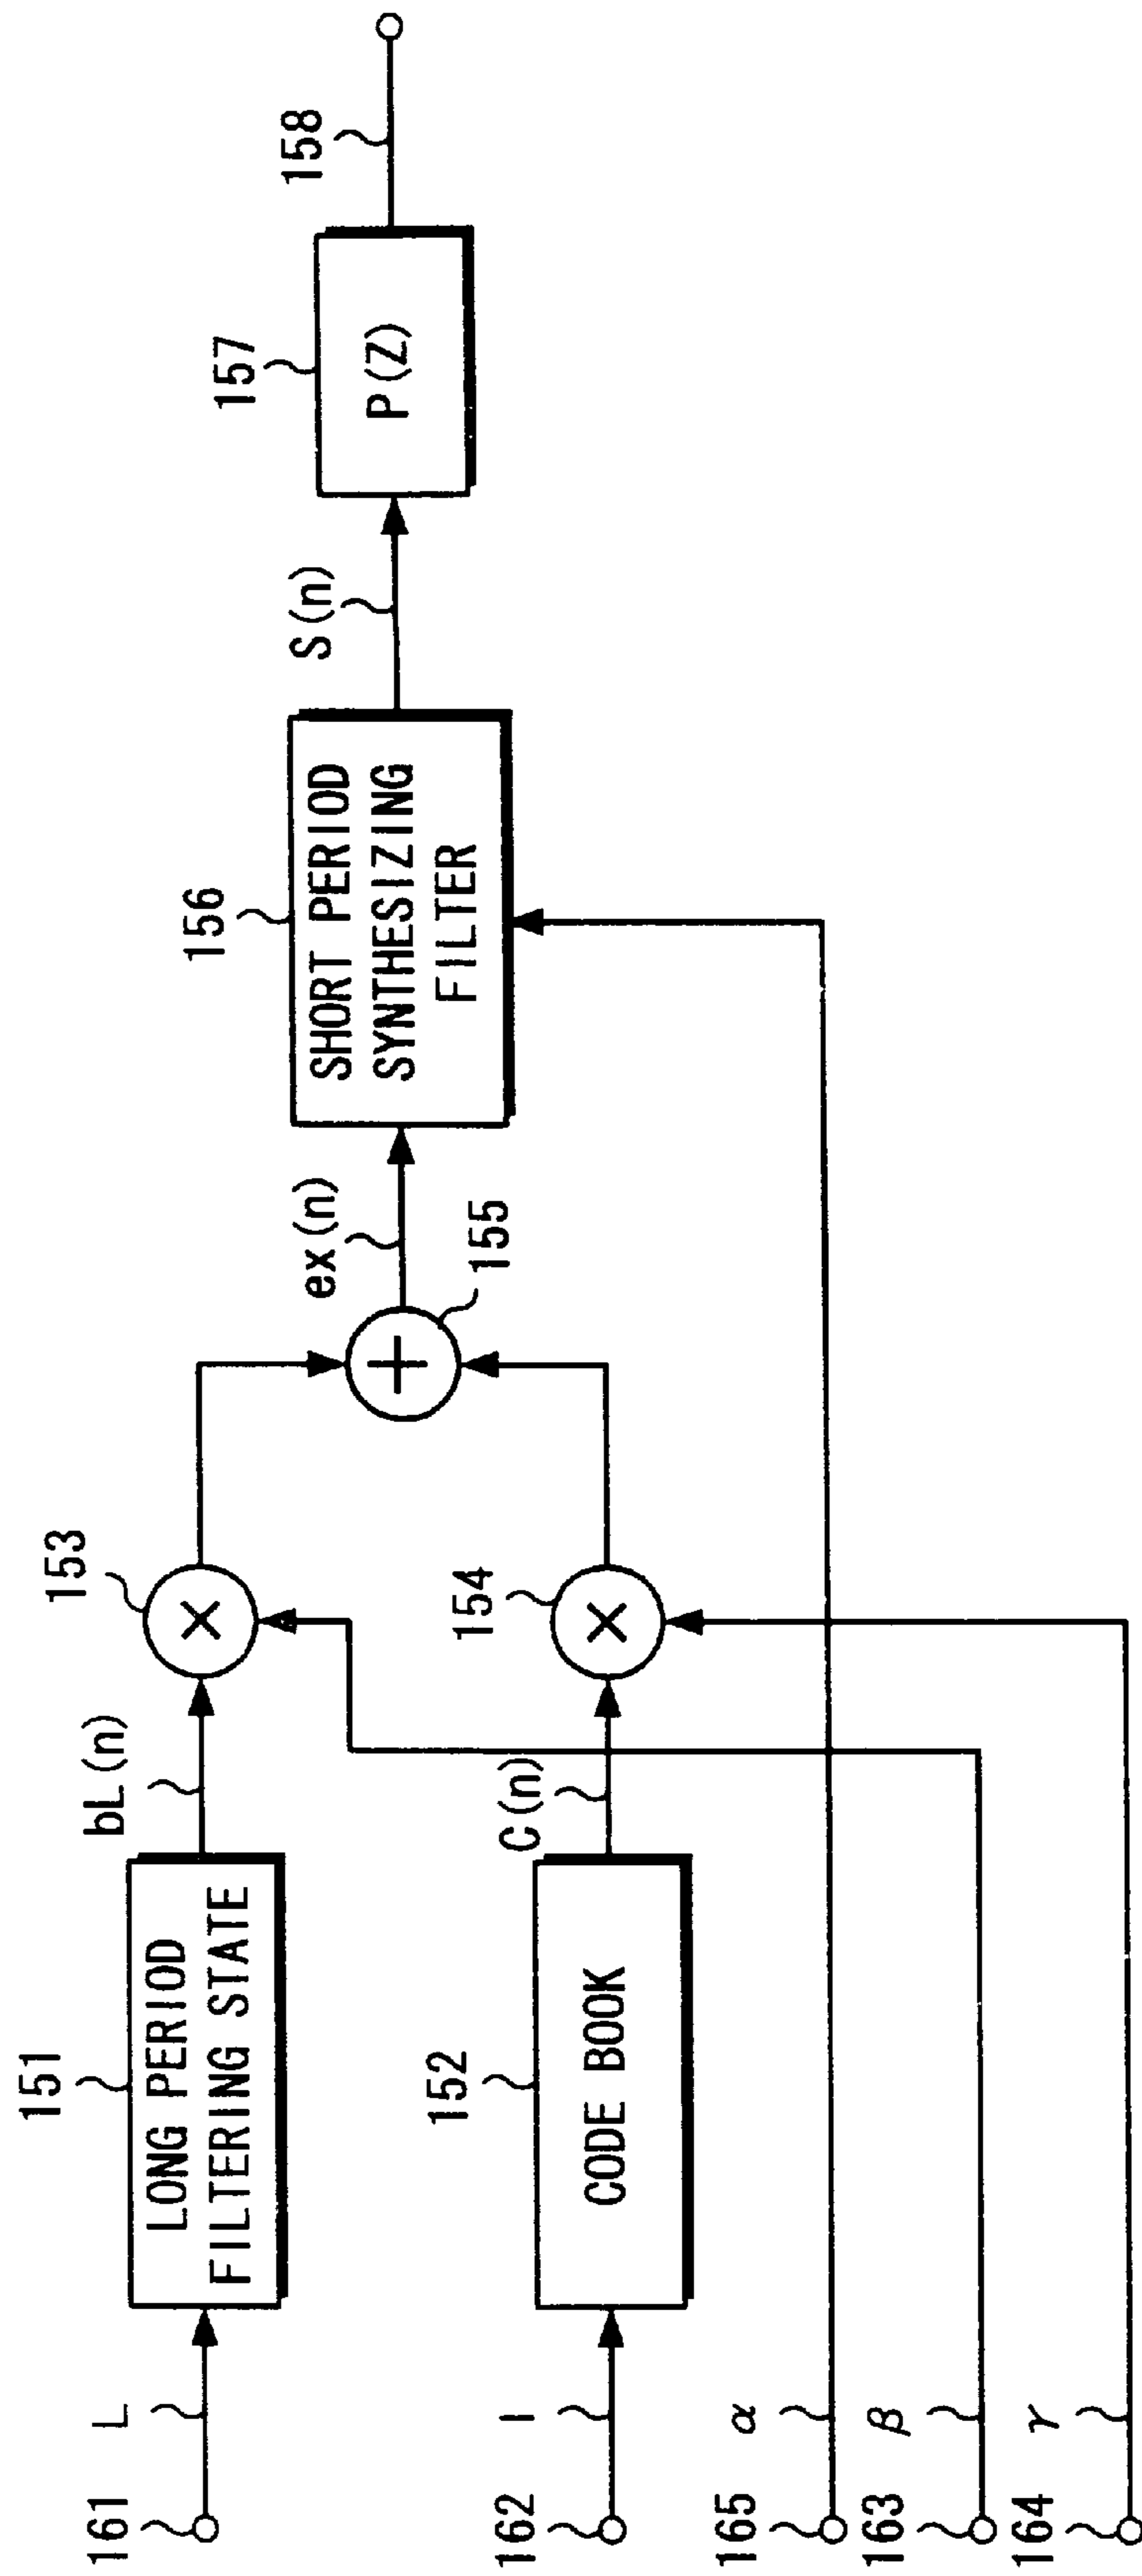 161
L
151
LONG PERIOD
FILTERING STATE
bL(n)
153
×
162
I
152
CODE BOOK
C(n)
154
×
+
155
ex(n)
156
SHORT PERIOD
SYNTHESIZING
FILTER
S(n)
157
P(Z)
158
165
α
163
β
164
γ